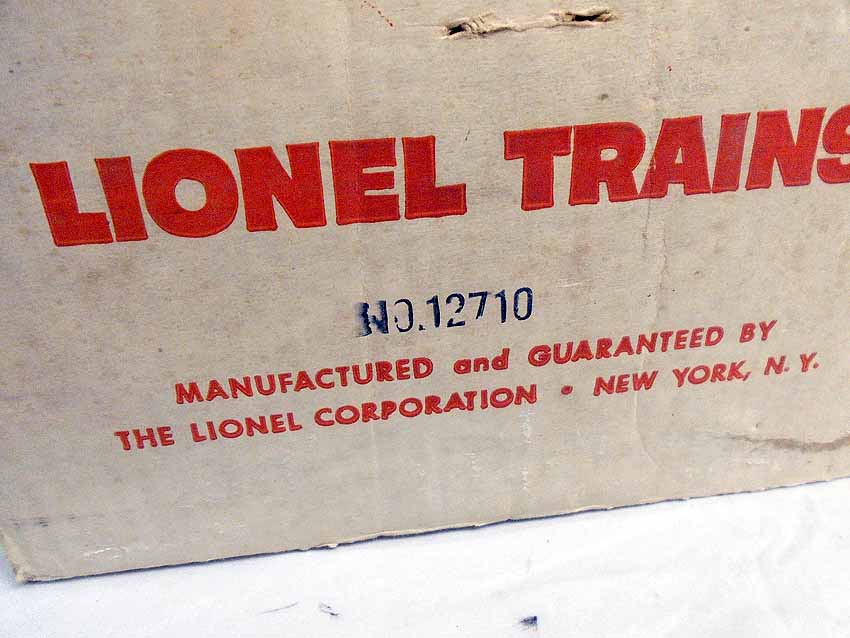 LIONEL TRAINS
NO.12710
MANUFACTURED and GUARANTEED BY
THE LIONEL CORPORATION • NEW YORK, N. Y.